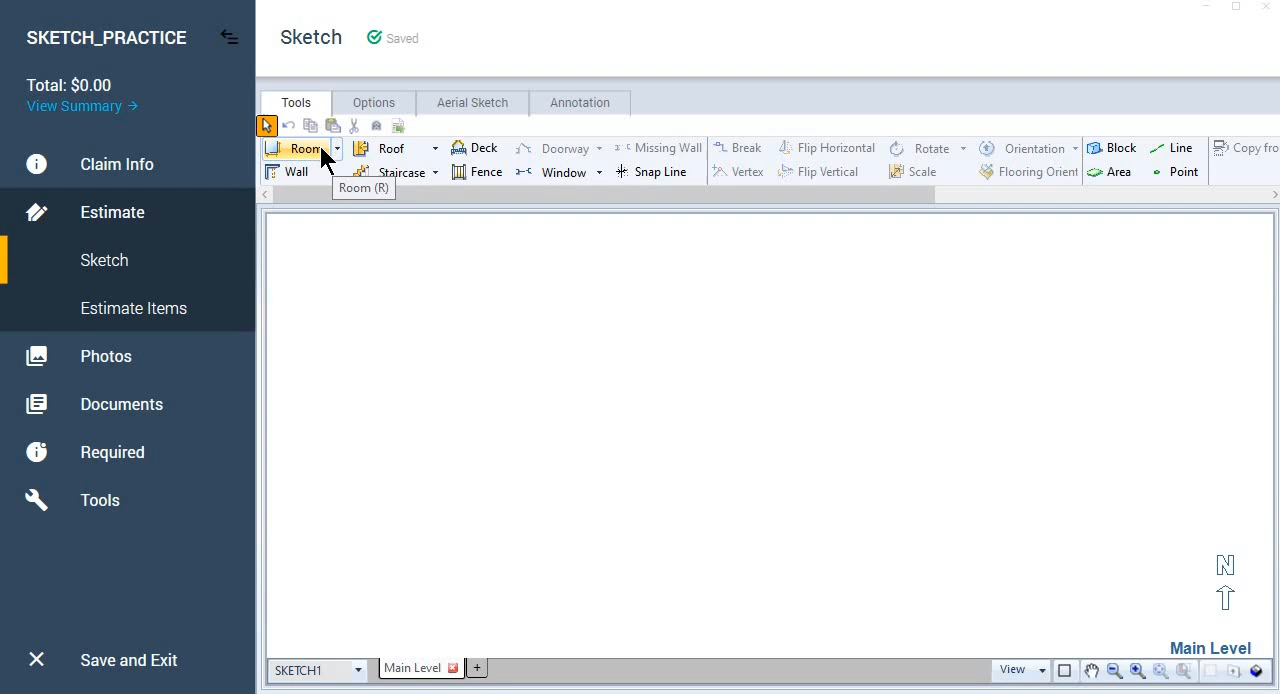 SKETCH_PRACTICE
Total: $0.00
View Summary →
Claim Info
Estimate
Sketch
Estimate Items
Photos
Documents
Required
Tools
Save and Exit
Sketch Saved
Tools Options Aerial Sketch Annotation
Room Roof Deck Doorway Missing Wall Break Flip Horizontal Rotate Orientation Block Line Copy fro
Wall Staircase Fence Window Snap Line Vertex Flip Vertical Scale Flooring Orient Area Point
Room (R)
N
Main Level
SKETCH1 Main Level + View